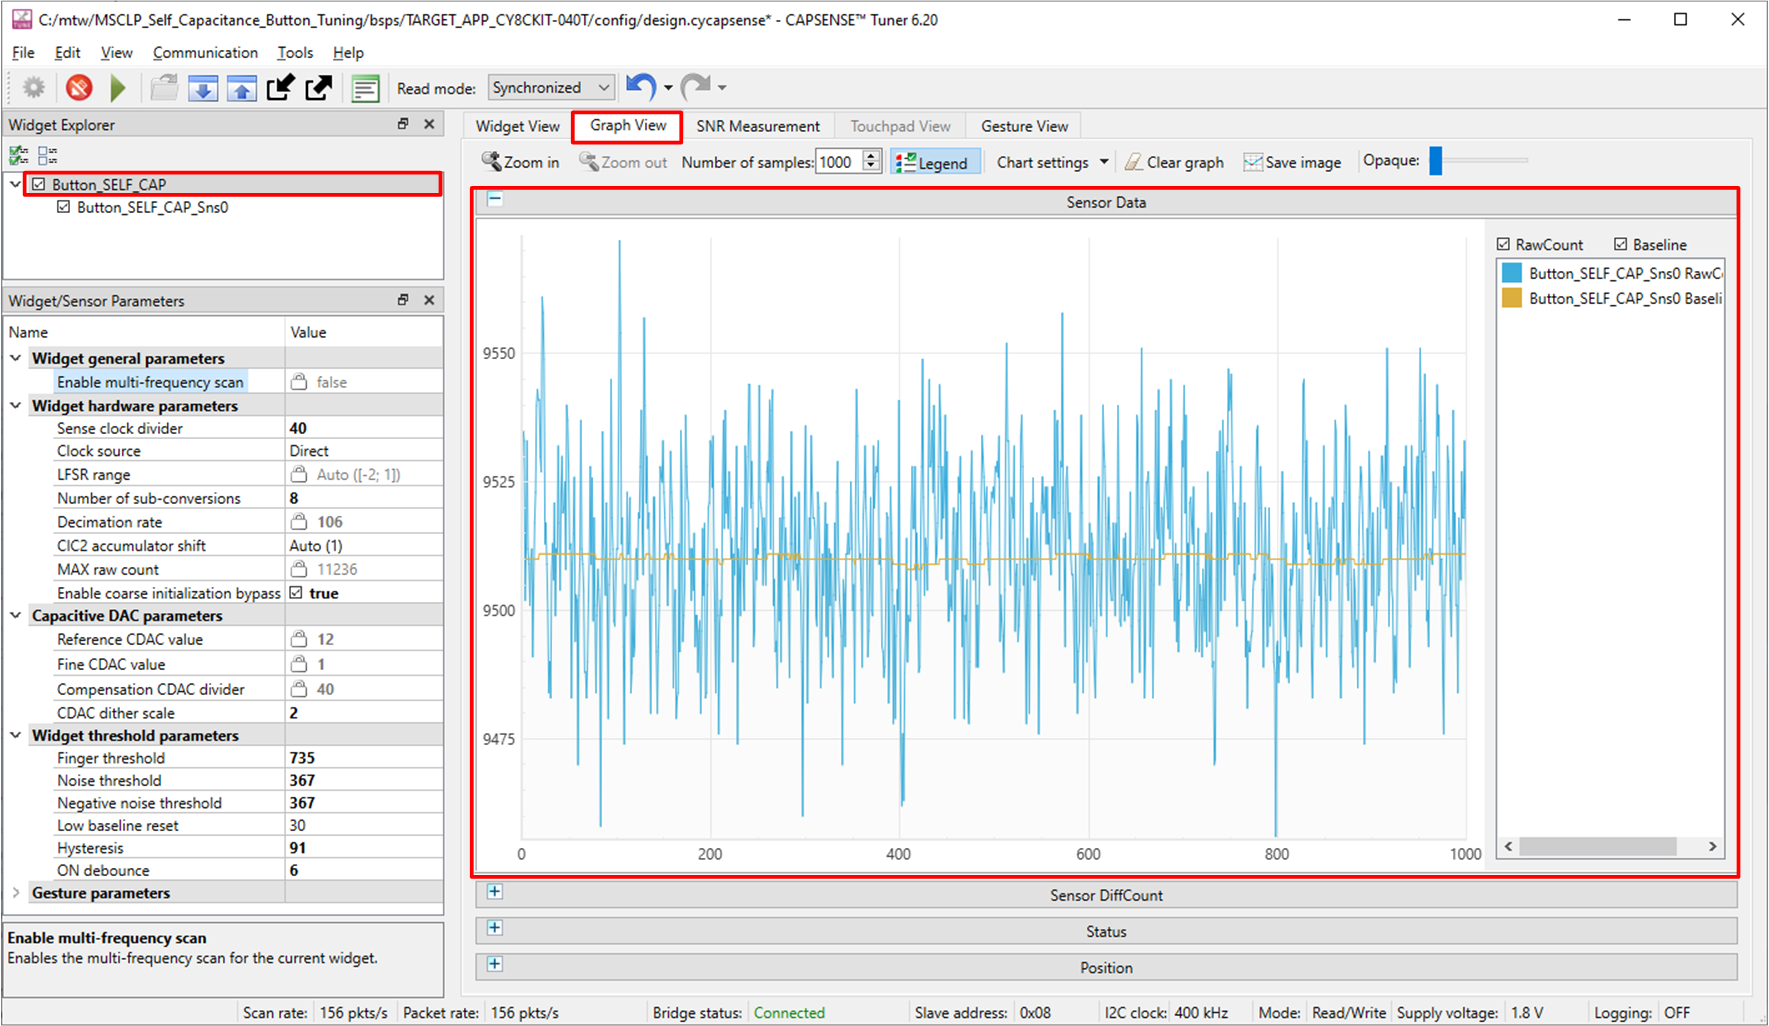 C:/mtw/MSCLP_Self_Capacitance_Button_Tuning/bsps/TARGET_APP_CY8CKIT-040T/config/design.cycapsense* - CAPSENSE™ Tuner 6.20
File Edit View Communication Tools Help
Read mode: Synchronized
Widget Explorer
Button_SELF_CAP
Button_SELF_CAP_Sns0
Widget/Sensor Parameters
Name Value
Widget general parameters
Enable multi-frequency scan false
Widget hardware parameters
Sense clock divider 40
Clock source Direct
LFSR range Auto ([-2; 1])
Number of sub-conversions 8
Decimation rate 106
CIC2 accumulator shift Auto (1)
MAX raw count 11236
Enable coarse initialization bypass true
Capacitive DAC parameters
Reference CDAC value 12
Fine CDAC value 1
Compensation CDAC divider 40
CDAC dither scale 2
Widget threshold parameters
Finger threshold 735
Noise threshold 367
Negative noise threshold 367
Low baseline reset 30
Hysteresis 91
ON debounce 6
Gesture parameters
Enable multi-frequency scan
Enables the multi-frequency scan for the current widget.
Widget View Graph View SNR Measurement Touchpad View Gesture View
Zoom in Zoom out Number of samples: 1000 Legend Chart settings Clear graph Save image Opaque:
Sensor Data
9550
9525
9500
9475
0 200 400 600 800 1000
RawCount Baseline
Button_SELF_CAP_Sns0 RawCo
Button_SELF_CAP_Sns0 Baseli
Sensor DiffCount
Status
Position
Scan rate: 156 pkts/s Packet rate: 156 pkts/s Bridge status: Connected Slave address: 0x08 I2C clock: 400 kHz Mode: Read/Write Supply voltage: 1.8 V Logging: OFF